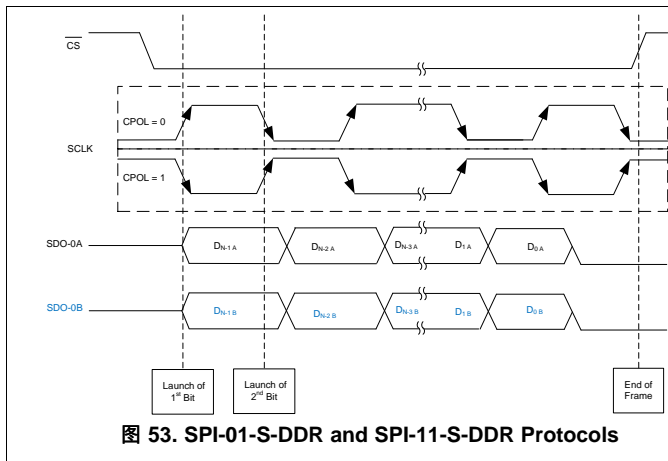 CS
CPOL = 0
SCLK
CPOL = 1
SDO-0A
DN-1 A
DN-2 A
DN-3 A
D1 A
D0 A
SDO-0B
DN-1 B
DN-2 B
DN-3 B
D1 B
D0 B
Launch of
1st Bit
Launch of
2nd Bit
End of
Frame
图 53. SPI-01-S-DDR and SPI-11-S-DDR Protocols